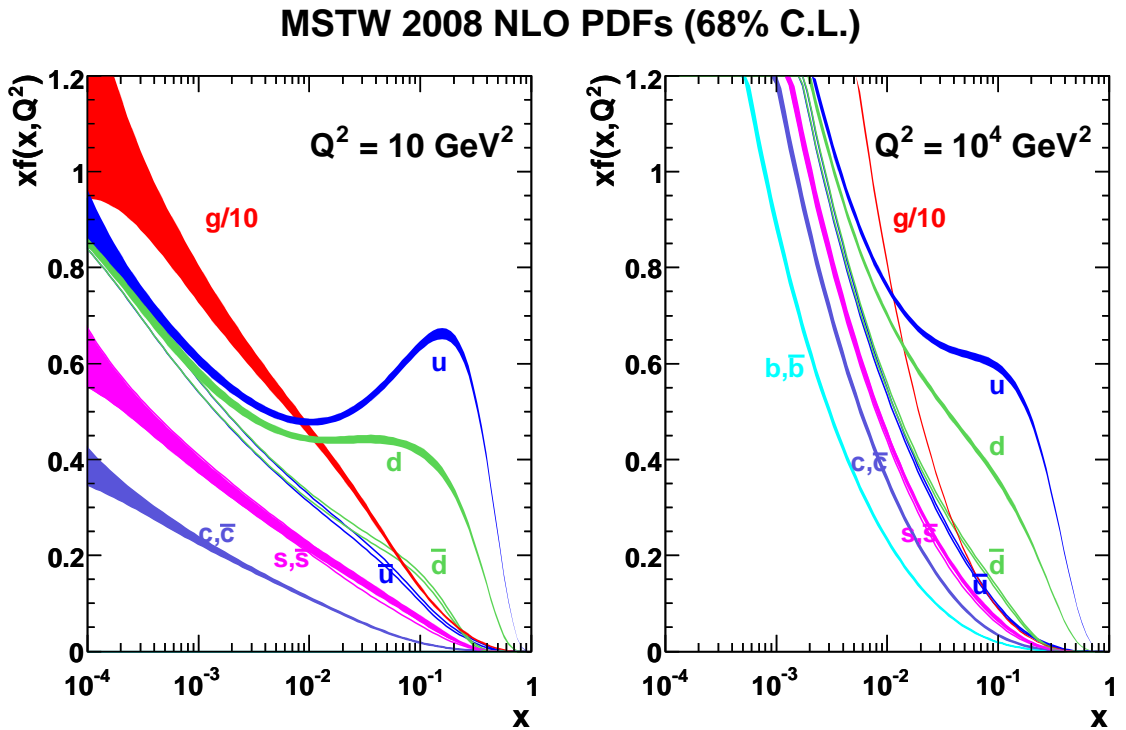 MSTW 2008 NLO PDFs (68% C.L.)
xf(x,Q²)
1.2
1
0.8
0.6
0.4
0.2
0
10⁻⁴
10⁻³
10⁻²
10⁻¹
1
x
Q² = 10 GeV²
g/10
u
d
c,c̅
s,s̅
u̅
d̅
xf(x,Q²)
1.2
1
0.8
0.6
0.4
0.2
0
10⁻⁴
10⁻³
10⁻²
10⁻¹
1
x
Q² = 10⁴ GeV²
g/10
b,b̅
u
d
c,c̅
s,s̅
d̅
u̅